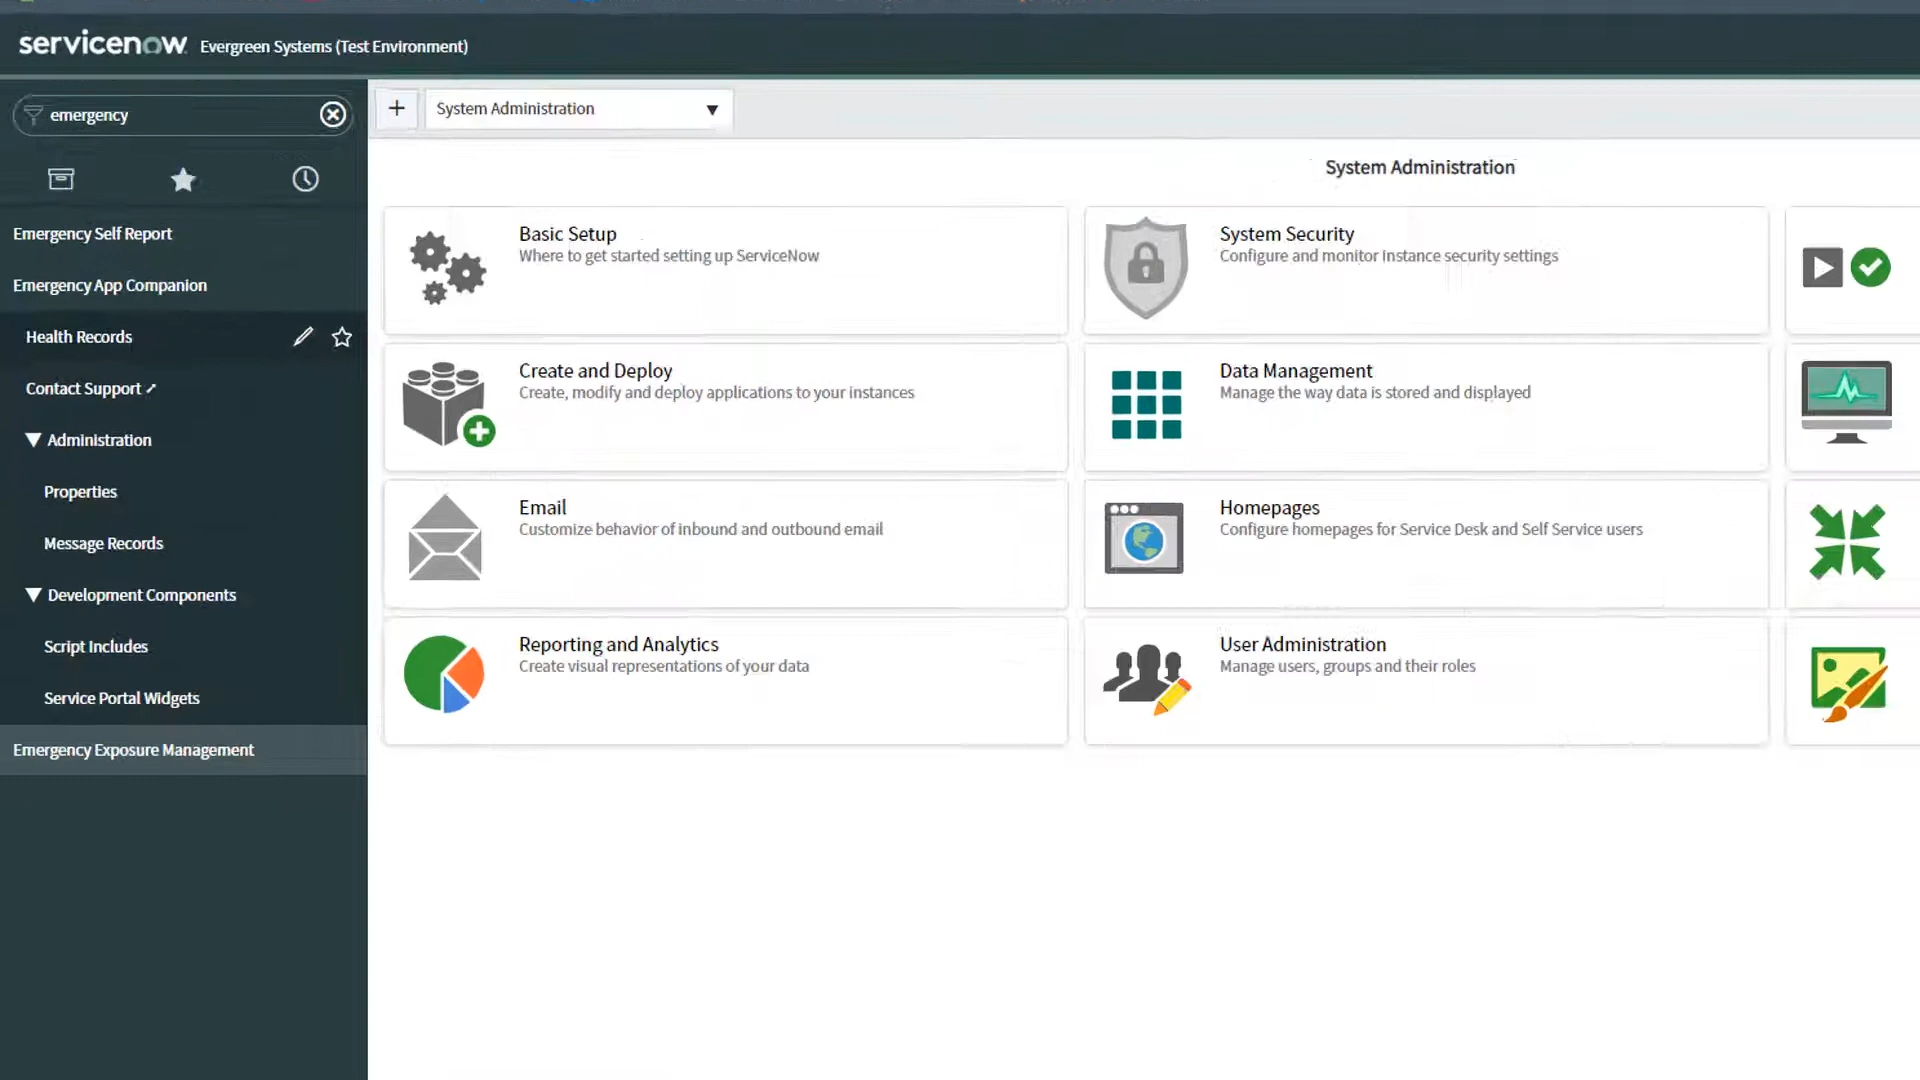 servicenow
Evergreen Systems (Test Environment)
emergency
System Administration
System Administration
Emergency Self Report
Emergency App Companion
Health Records
Contact Support
Administration
Properties
Message Records
Development Components
Script Includes
Service Portal Widgets
Emergency Exposure Management
Basic Setup
Where to get started setting up ServiceNow
System Security
Configure and monitor instance security settings
Create and Deploy
Create, modify and deploy applications to your instances
Data Management
Manage the way data is stored and displayed
Email
Customize behavior of inbound and outbound email
Homepages
Configure homepages for Service Desk and Self Service users
Reporting and Analytics
Create visual representations of your data
User Administration
Manage users, groups and their roles